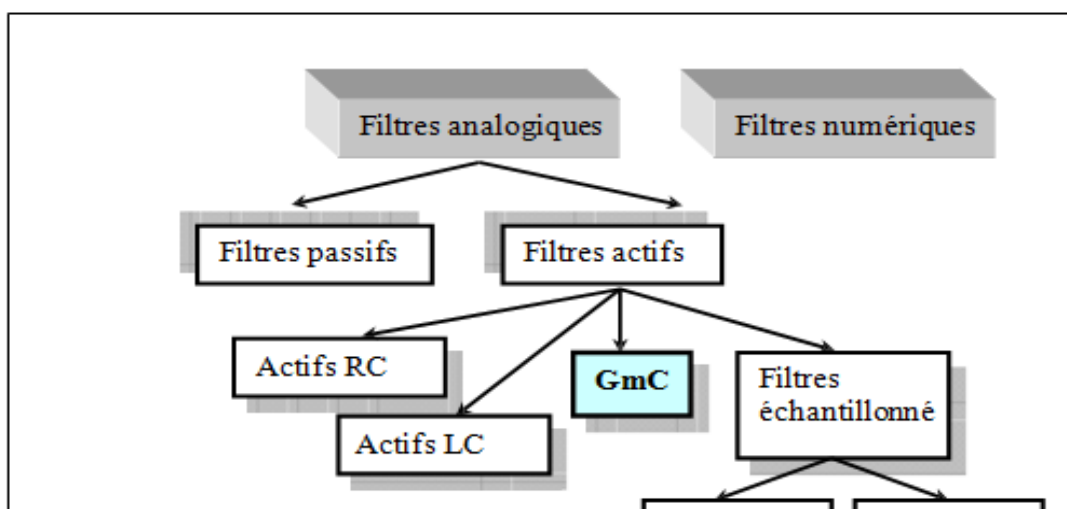 Filtres analogiques
Filtres numériques
Filtres passifs
Filtres actifs
Actifs RC
GmC
Filtres
échantillonné
Actifs LC